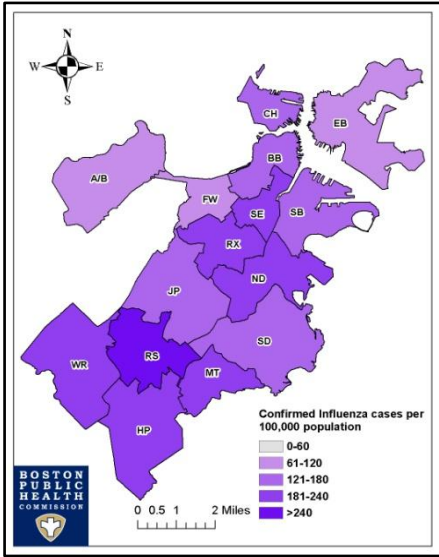 N
W E
S
CH
EB
BB
A/B
FW
SE
SB
RX
ND
JP
SD
RS
WR
MT
HP
Confirmed Influenza cases per
100,000 population
0-60
61-120
121-180
181-240
>240
BOSTON
PUBLIC
HEALTH
COMMISSION
0 0.5 1 2 Miles